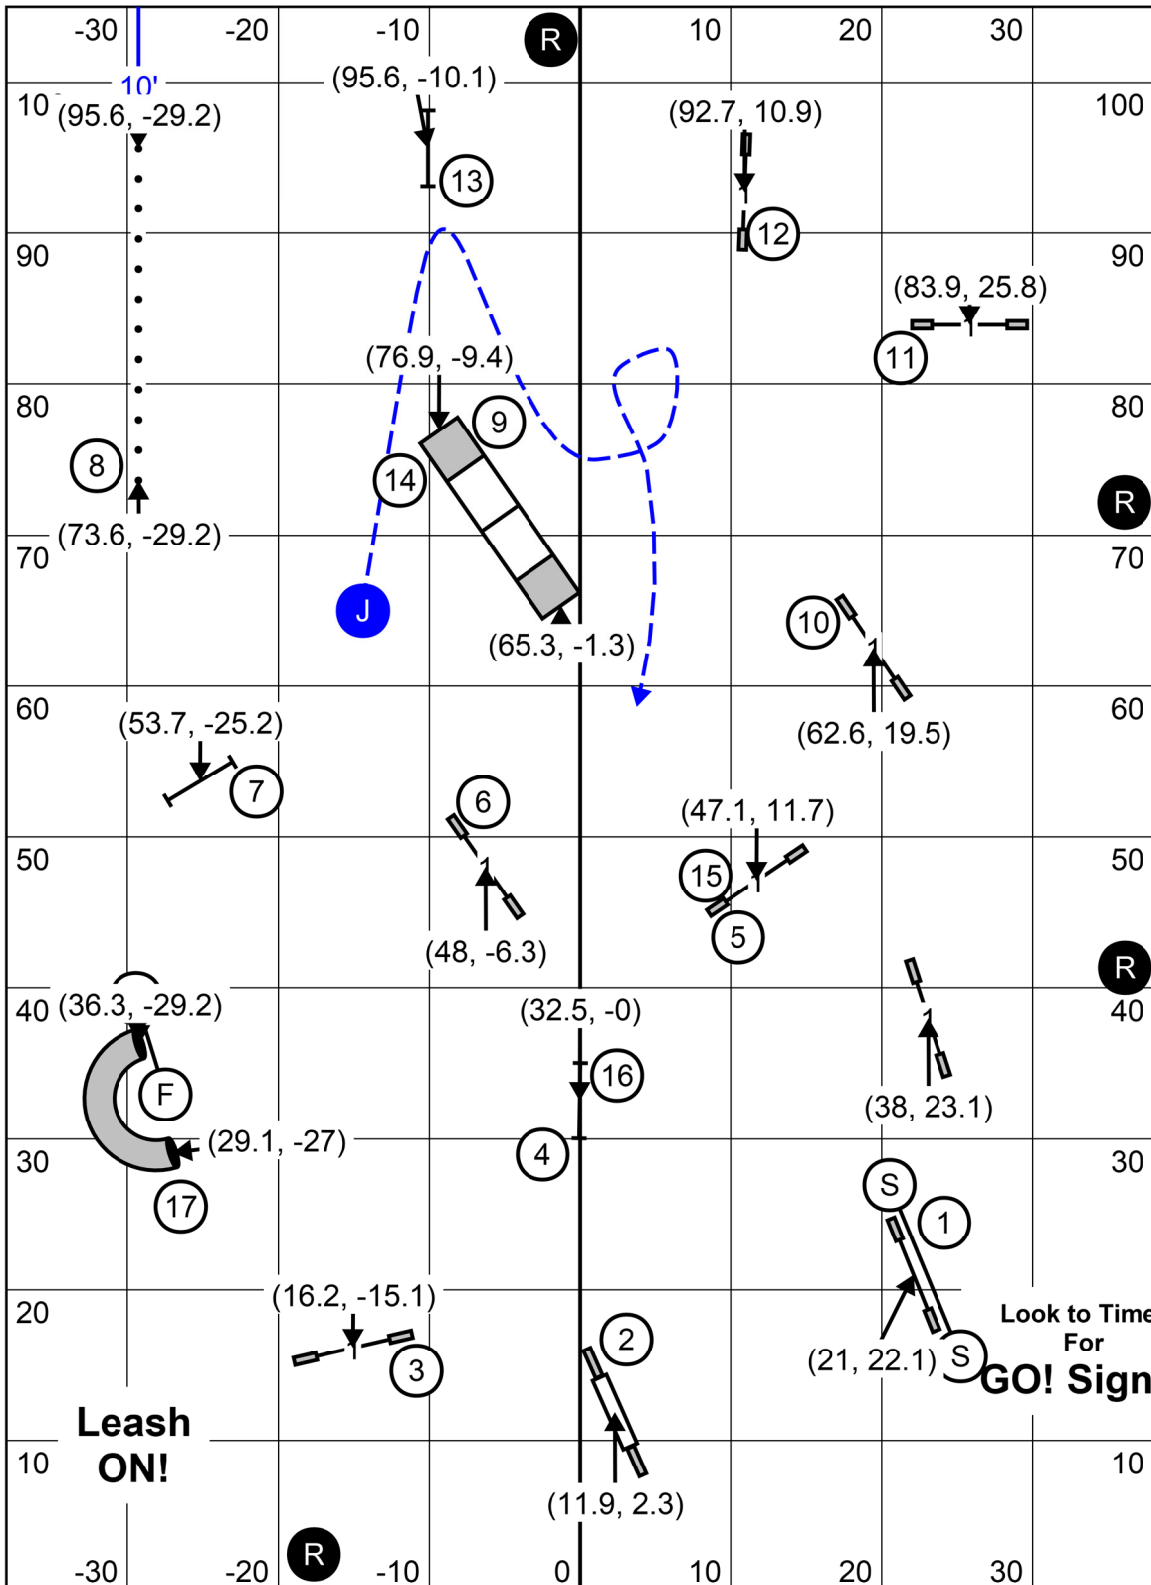 -30 -20 -10 R 10 20 30
10'
10 (95.6, -29.2) (95.6, -10.1) (92.7, 10.9) 100
13
12
90 90
(83.9, 25.8)
11
(76.9, -9.4)
80 9 80
8 14
R
(73.6, -29.2)
70 70
J
10
(65.3, -1.3)
60 60
(53.7, -25.2) (62.6, 19.5)
7 6 (47.1, 11.7)
50 15 50
5
(48, -6.3)
R
40 (36.3, -29.2) (32.5, -0) 40
16
F (38, 23.1)
30 (29.1, -27) 4 30
17 S 1
20 (16.2, -15.1) Look to Time
For
2 (21, 22.1) S GO! Sign
3
Leash
ON!
10 10
(11.9, 2.3)
R
-30 -20 -10 0 10 20 30